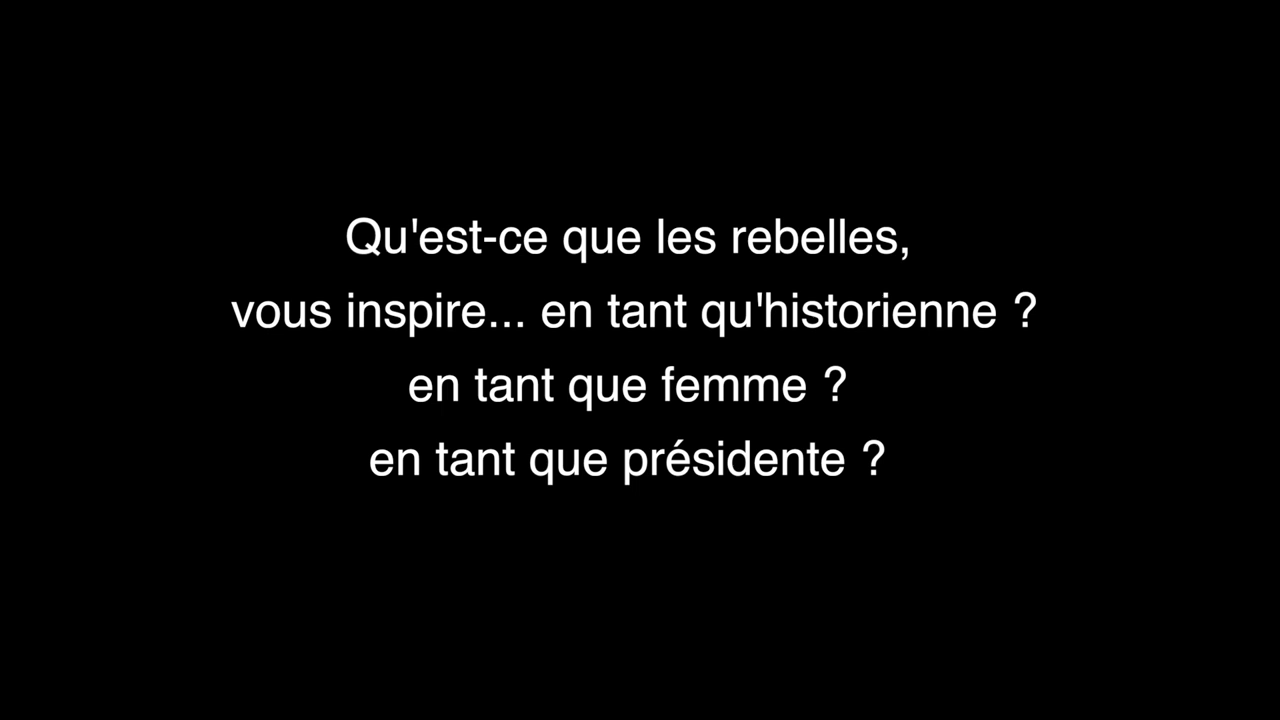 Qu'est-ce que les rebelles,
vous inspire... en tant qu'historienne ?
en tant que femme ?
en tant que présidente ?